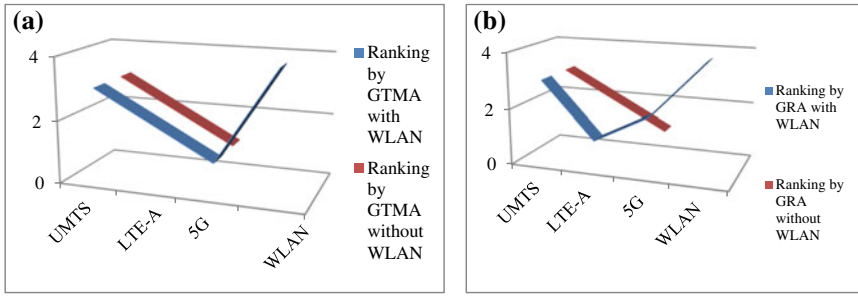 (a)
4
2
0
UMTS
LTE-A
5G
WLAN
Ranking
by
GTMA
with
WLAN
Ranking
by
GTMA
without
WLAN
(b)
4
2
0
UMTS
LTE-A
5G
WLAN
Ranking by
GRA with
WLAN
Ranking by
GRA
without
WLAN